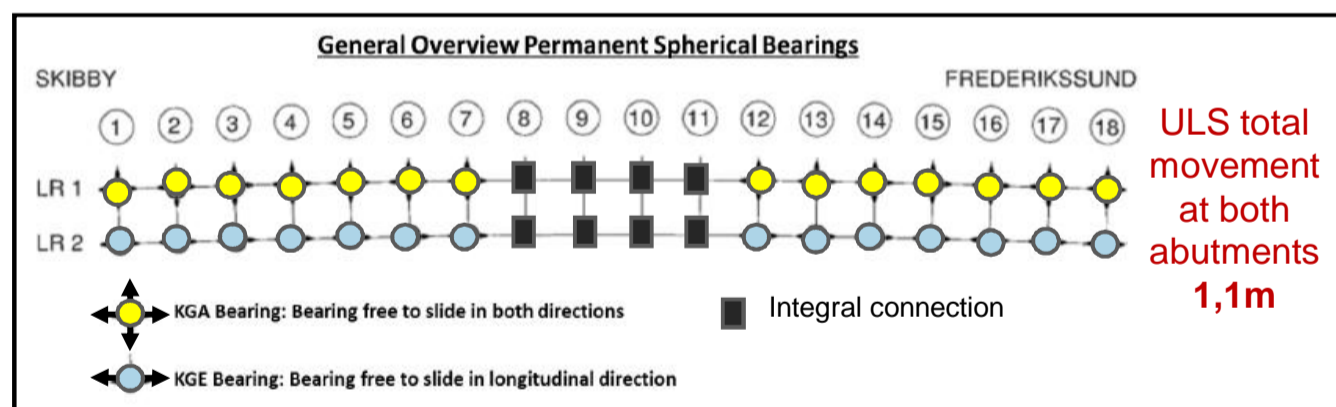 General Overview Permanent Spherical Bearings
SKIBBY FREDERIKSSUND
1 2 3 4 5 6 7 8 9 10 11 12 13 14 15 16 17 18
LR 1
LR 2
ULS total
movement
at both
abutments
1,1m
KGA Bearing: Bearing free to slide in both directions
Integral connection
KGE Bearing: Bearing free to slide in longitudinal direction